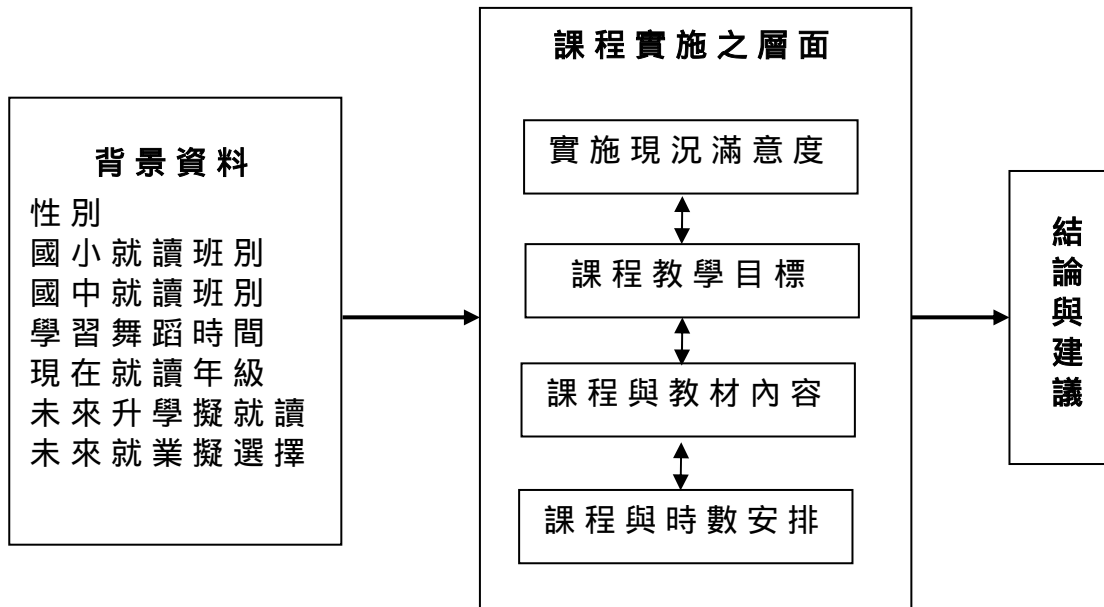 背景資料
性別
國小就讀班別
國中就讀班別
學習舞蹈時間
現在就讀年級
未來升學擬就讀
未來就業擬選擇
課程實施之層面
實施現況滿意度
課程教學目標
課程與教材內容
課程與時數安排
結論與建議